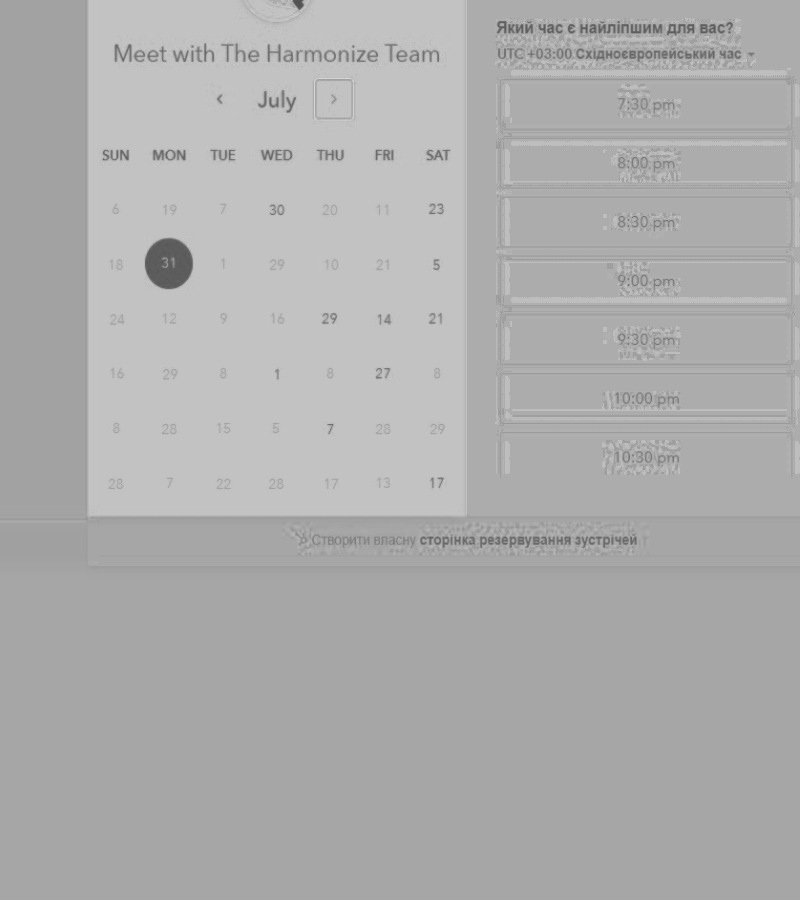 Meet with The Harmonize Team
‹ July ›
SUN MON TUE WED THU FRI SAT
6 19 7 30 20 11 23
18 31 1 29 10 21 5
24 12 9 16 29 14 21
16 29 8 1 8 27 8
8 28 15 5 7 28 29
28 7 22 28 17 13 17
Який час є найліпшим для вас?
UTC +03:00 Східноєвропейський час
7:30 pm
8:00 pm
8:30 pm
9:00 pm
9:30 pm
10:00 pm
10:30 pm
Створити власну сторінка резервування зустрічей